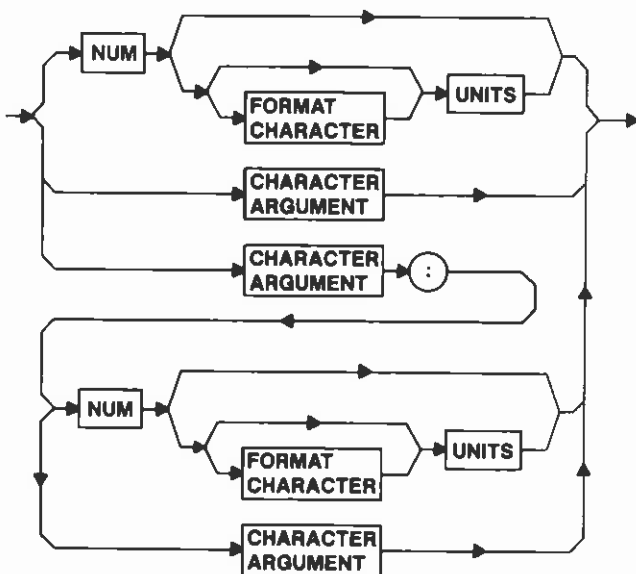 NUM
FORMAT
CHARACTER
UNITS
CHARACTER
ARGUMENT
CHARACTER
ARGUMENT
:
NUM
FORMAT
CHARACTER
UNITS
CHARACTER
ARGUMENT